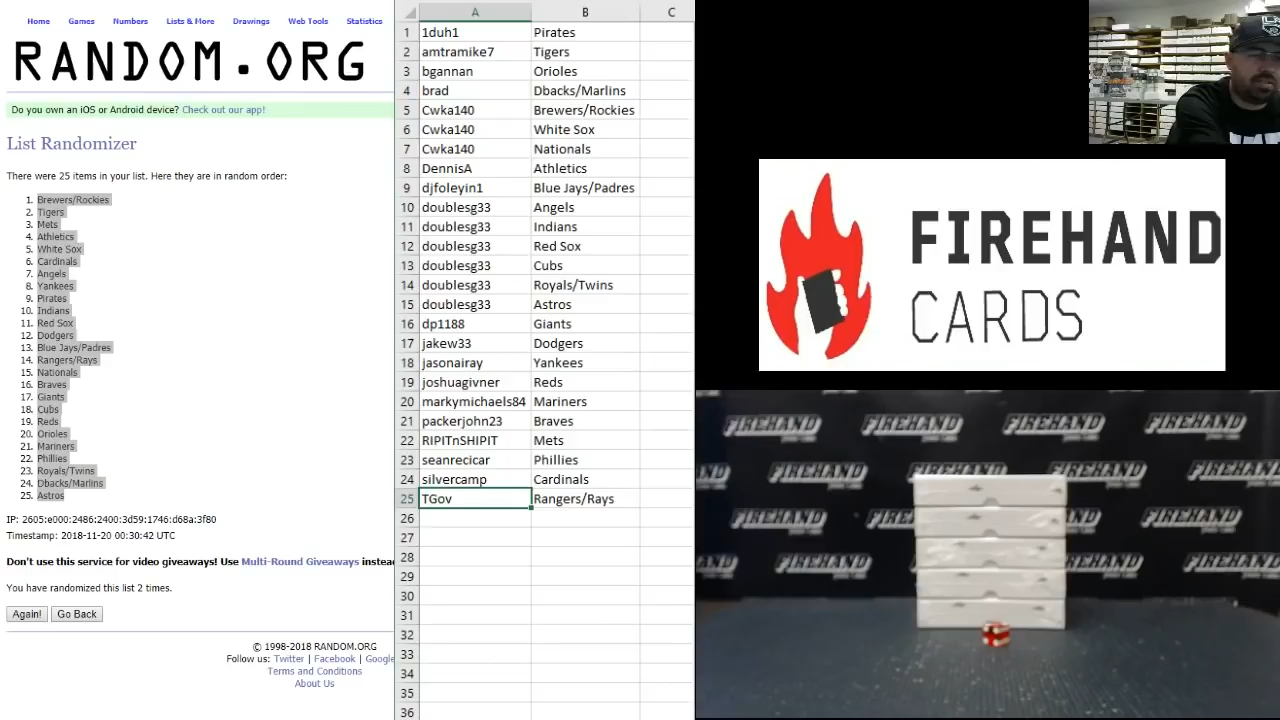 Home Games Numbers Lists & More Drawings Web Tools Statistics
RANDOM.ORG
Do you own an iOS or Android device? Check out our app!
List Randomizer
There were 25 items in your list. Here they are in random order:
1. Brewers/Rockies
2. Tigers
3. Mets
4. Athletics
5. White Sox
6. Cardinals
7. Angels
8. Yankees
9. Pirates
10. Indians
11. Red Sox
12. Dodgers
13. Blue Jays/Padres
14. Rangers/Rays
15. Nationals
16. Braves
17. Giants
18. Cubs
19. Reds
20. Orioles
21. Mariners
22. Phillies
23. Royals/Twins
24. Dbacks/Marlins
25. Astros
IP: 2605:e000:2486:2400:3d59:1746:d68a:3f80
Timestamp: 2018-11-20 00:30:42 UTC
Don't use this service for video giveaways! Use Multi-Round Giveaways instead
You have randomized this list 2 times.
Again! Go Back
© 1998-2018 RANDOM.ORG
Follow us: Twitter | Facebook | Google
Terms and Conditions
About Us
A B C
1 1duh1 Pirates
2 amtramike7 Tigers
3 bgannan Orioles
4 brad Dbacks/Marlins
5 Cwka140 Brewers/Rockies
6 Cwka140 White Sox
7 Cwka140 Nationals
8 DennisA Athletics
9 djfoleyin1 Blue Jays/Padres
10 doublesg33 Angels
11 doublesg33 Indians
12 doublesg33 Red Sox
13 doublesg33 Cubs
14 doublesg33 Royals/Twins
15 doublesg33 Astros
16 dp1188 Giants
17 jakew33 Dodgers
18 jasonairay Yankees
19 joshuagivner Reds
20 markymichaels84 Mariners
21 packerjohn23 Braves
22 RIPITnSHIPIT Mets
23 seanrecicar Phillies
24 silvercamp Cardinals
25 TGov Rangers/Rays
26
27
28
29
30
31
32
33
34
35
36
FIREHAND
CARDS
FIREHAND FIREHAND FIREHAND FIREHAND
FIREHAND FIREHAND
FIREHAND FIREHAND